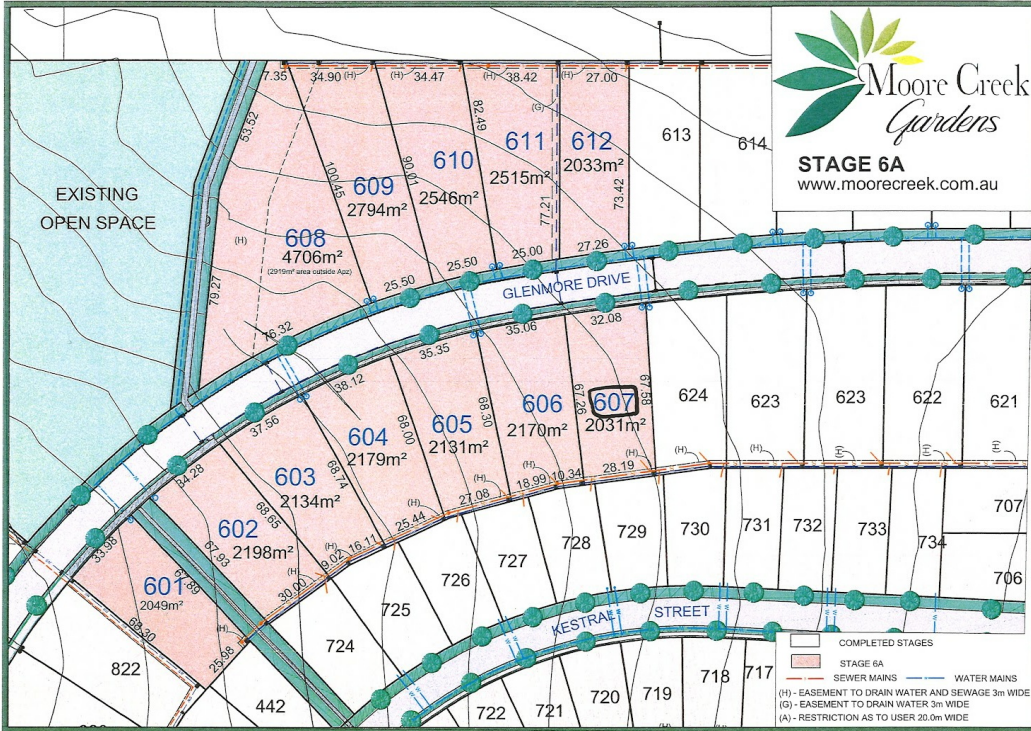 Moore Creek
Gardens
STAGE 6A
www.moorecreek.com.au
EXISTING
OPEN SPACE
7.35
34.90
(H)
(H)
34.47
(H)
38.42
(H)
27.00
53.52
100.45
90.01
82.49
(G)
77.21
73.42
79.27
(H)
608
4706m²
(2919m² area outside Apz)
609
2794m²
610
2546m²
611
2515m²
612
2033m²
613
614
76.32
25.50
25.50
25.00
27.26
GLENMORE DRIVE
34.28
37.56
38.12
35.35
35.06
32.08
33.98
601
2049m²
602
2198m²
603
2134m²
604
2179m²
605
2131m²
606
2170m²
607
2031m²
67.93
68.65
68.74
68.00
68.30
67.26
67.58
68.30
25.98
(H)
30.00
(H)
9.02
(H)
16.11
25.44
(H)
27.08
(H)
18.99
(H)
10.34
28.19
(H)
(H)
(H)
(H)
(H)
(H)
624
623
623
622
621
822
442
724
725
726
727
728
729
730
731
732
733
734
707
706
KESTRAL STREET
722
721
720
719
718
717
(H)
COMPLETED STAGES
STAGE 6A
SEWER MAINS
WATER MAINS
(H) - EASEMENT TO DRAIN WATER AND SEWAGE 3m WIDE
(G) - EASEMENT TO DRAIN WATER 3m WIDE
(A) - RESTRICTION AS TO USER 20.0m WIDE